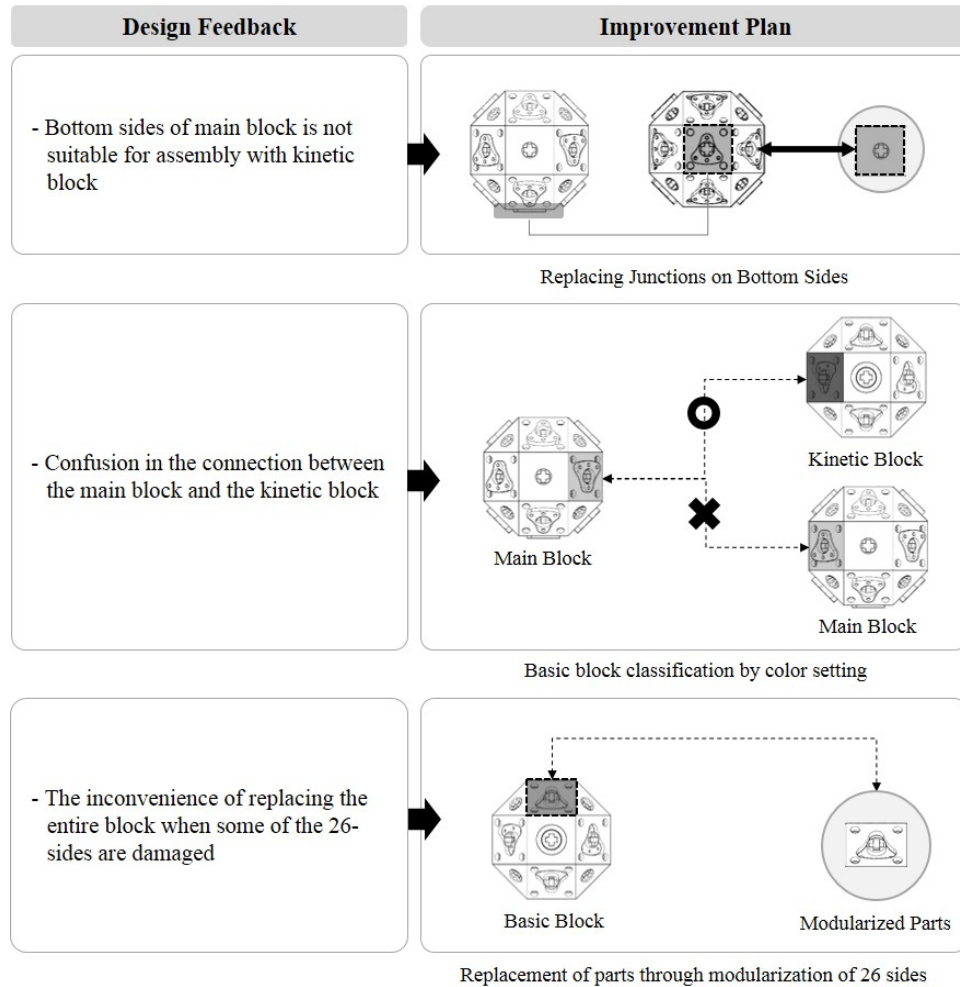 Design Feedback
Improvement Plan
- Bottom sides of main block is not
suitable for assembly with kinetic
block
Replacing Junctions on Bottom Sides
- Confusion in the connection between
the main block and the kinetic block
Main Block
Kinetic Block
Main Block
Basic block classification by color setting
- The inconvenience of replacing the
entire block when some of the 26-
sides are damaged
Basic Block
Modularized Parts
Replacement of parts through modularization of 26 sides